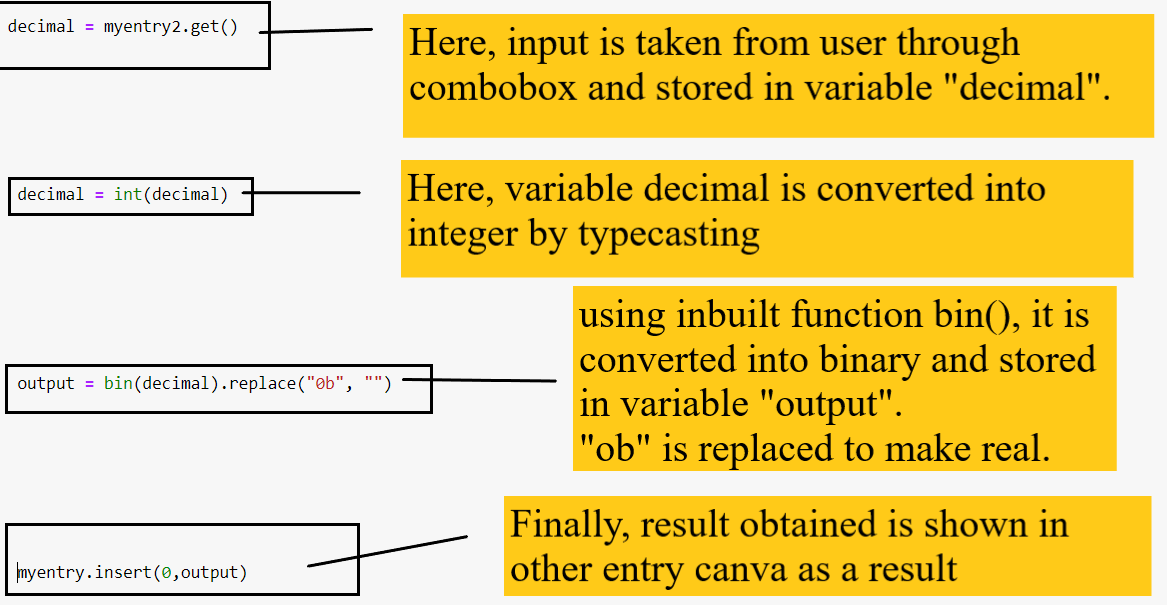 decimal = myentry2.get()
Here, input is taken from user through
combobox and stored in variable "decimal".
decimal = int(decimal)
Here, variable decimal is converted into
integer by typecasting
output = bin(decimal).replace("0b", "")
using inbuilt function bin(), it is
converted into binary and stored
in variable "output".
"ob" is replaced to make real.
myentry.insert(0,output)
Finally, result obtained is shown in
other entry canva as a result